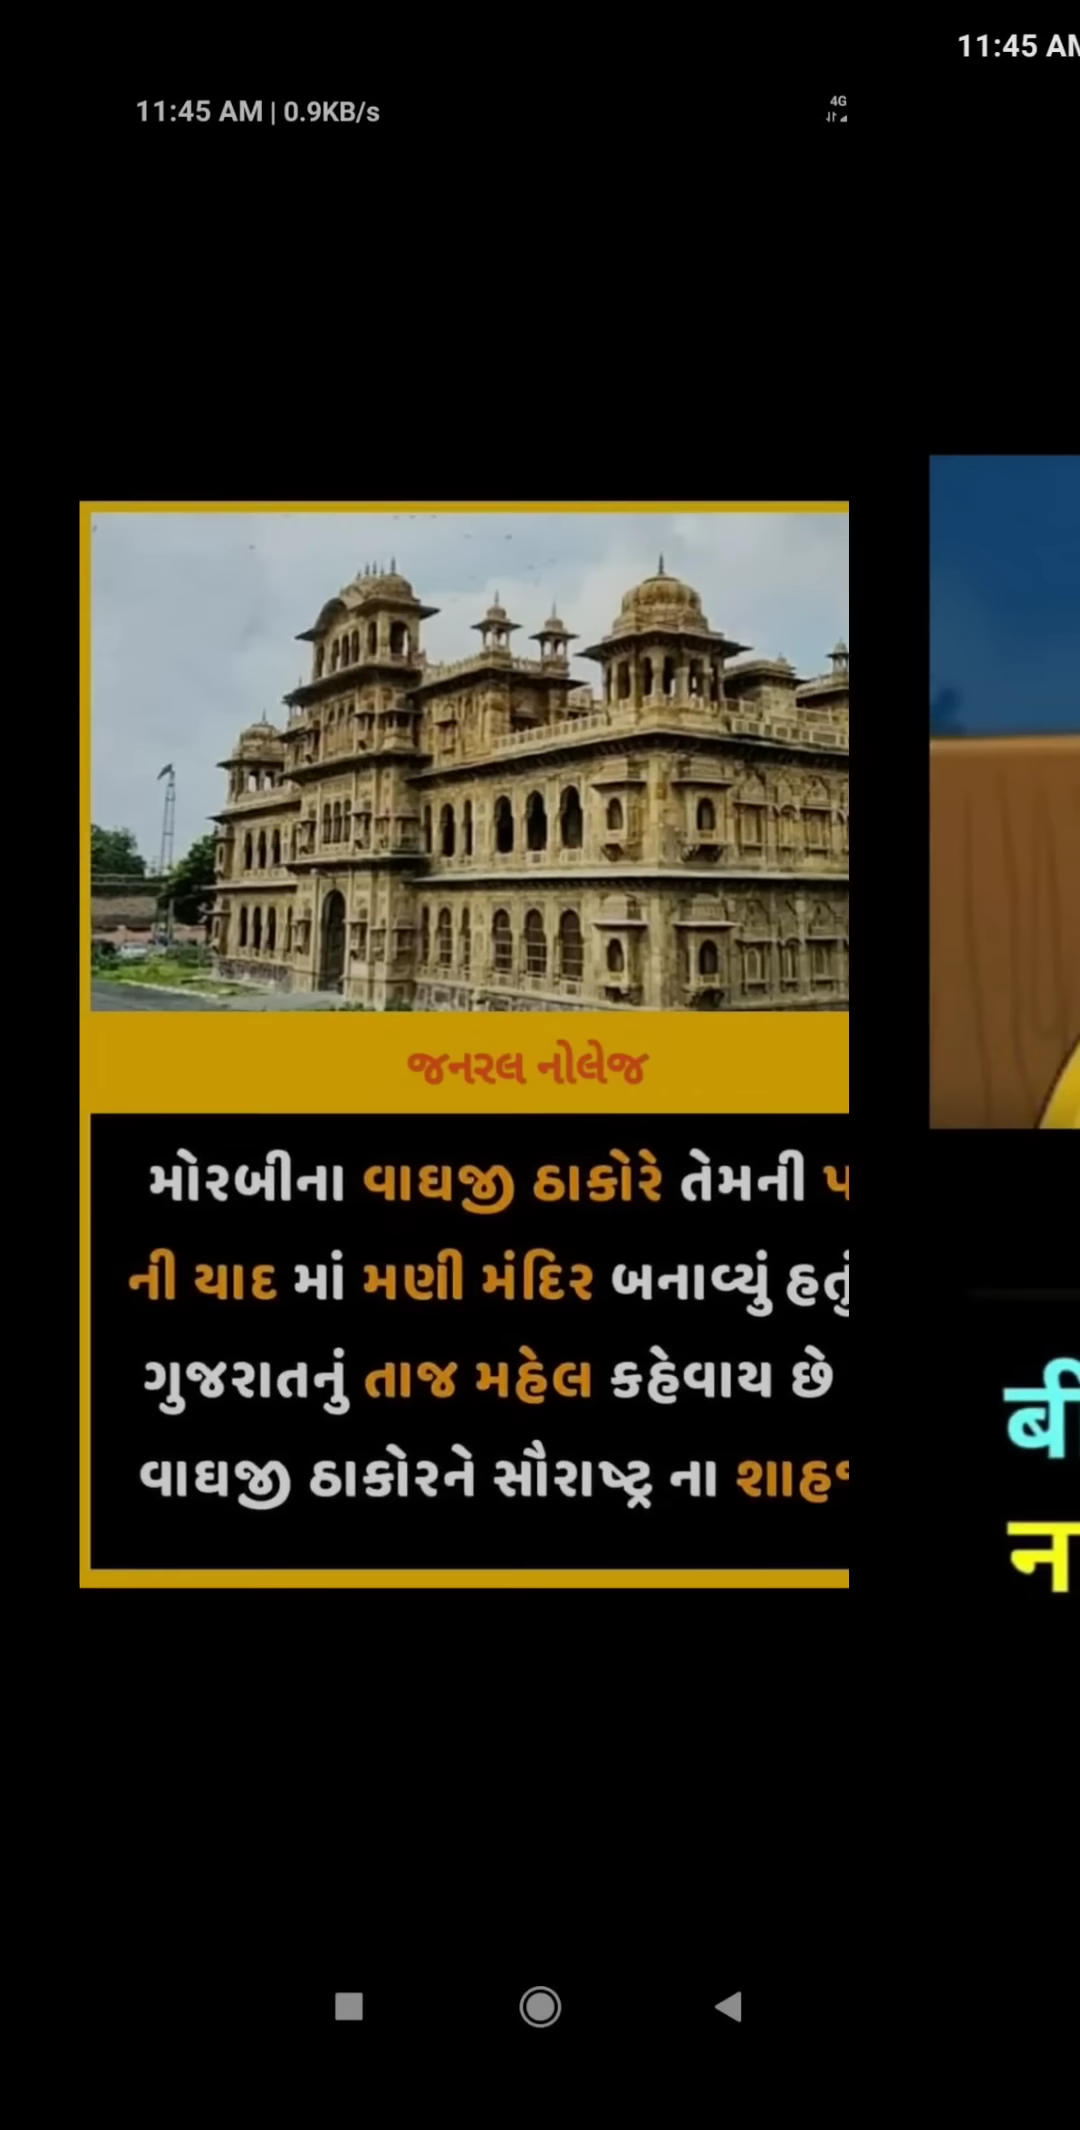 11:45 AM
11:45 AM | 0.9KB/s
4G
જનરલ નોલેજ
મોરબીના વાઘજી ઠાકોરે તેમની
ની યાદ માં મણી મંદિર બનાવ્યું હતું
ગુજરાતનું તાજ મહેલ કહેવાય છે
વાઘજી ઠાકોરને સૌરાષ્ટ્ર ના